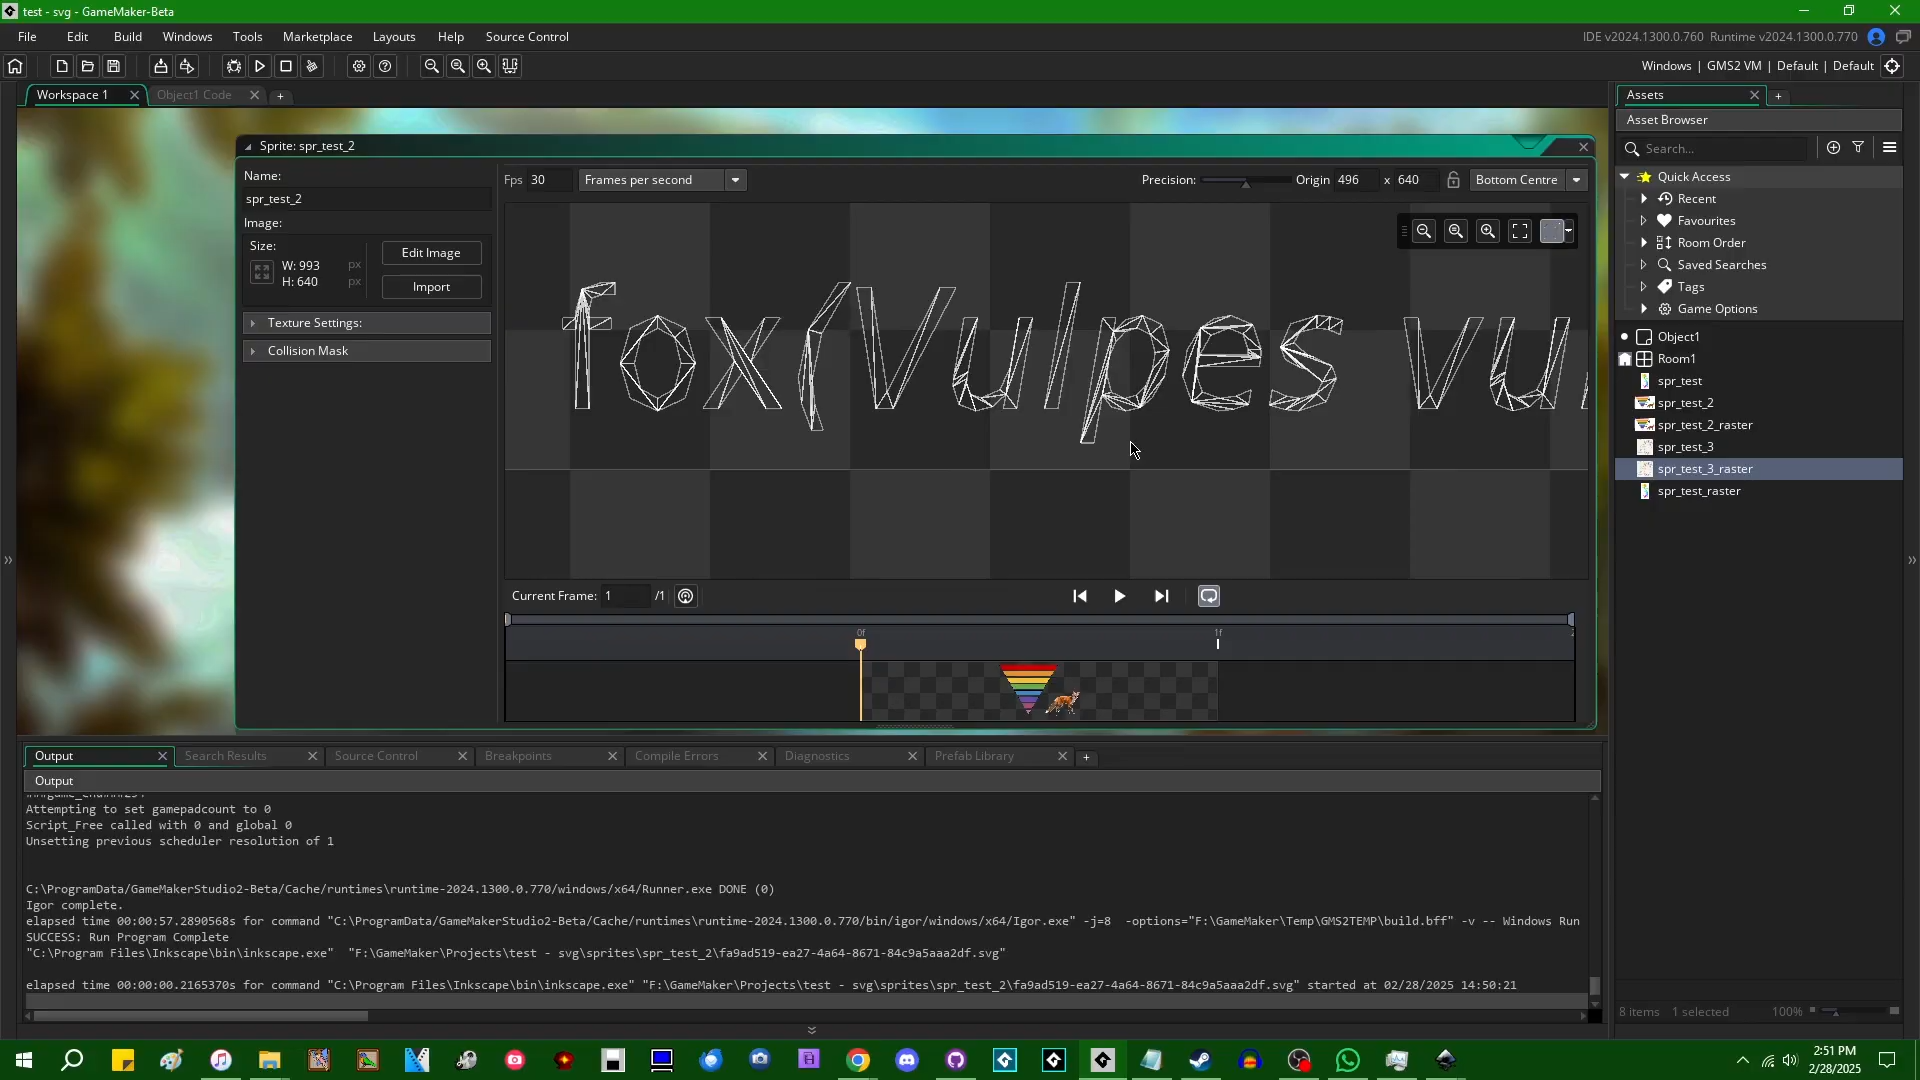 test - svg - GameMaker-Beta
File Edit Build Windows Tools Marketplace Layouts Help Source Control
IDE v2024.1300.0.760 Runtime v2024.1300.0.770
Windows | GMS2 VM | Default | Default
Workspace 1
Object1 Code
Assets
Asset Browser
Search...
Quick Access
Recent
Favourites
Room Order
Saved Searches
Tags
Game Options
Object1
Room1
spr_test
spr_test_2
spr_test_2_raster
spr_test_3
spr_test_3_raster
spr_test_raster
8 items 1 selected 100%
Sprite: spr_test_2
Name:
spr_test_2
Image:
Size:
W: 993 px
H: 640 px
Edit Image
Import
Texture Settings:
Collision Mask
Fps 30 Frames per second
Precision: Origin 496 x 640 Bottom Centre
fox(Vulpes vu
Current Frame: 1 /1
0f 1f
Output
Search Results
Source Control
Breakpoints
Compile Errors
Diagnostics
Prefab Library
Output
Attempting to set gamepadcount to 0
Script_Free called with 0 and global 0
Unsetting previous scheduler resolution of 1
C:\ProgramData/GameMakerStudio2-Beta/Cache/runtimes\runtime-2024.1300.0.770/windows/x64/Runner.exe DONE (0)
Igor complete.
elapsed time 00:00:57.2890568s for command "C:\ProgramData/GameMakerStudio2-Beta/Cache/runtimes\runtime-2024.1300.0.770/bin/igor/windows/x64/Igor.exe" -j=8 -options="F:\GameMaker\Temp\GMS2TEMP\build.bff" -v -- Windows Run
SUCCESS: Run Program Complete
"C:\Program Files\Inkscape\bin\inkscape.exe" "F:\GameMaker\Projects\test - svg\sprites\spr_test_2\fa9ad519-ea27-4a64-8671-84c9a5aaa2df.svg"
elapsed time 00:00:00.2165370s for command "C:\Program Files\Inkscape\bin\inkscape.exe" "F:\GameMaker\Projects\test - svg\sprites\spr_test_2\fa9ad519-ea27-4a64-8671-84c9a5aaa2df.svg" started at 02/28/2025 14:50:21
2:51 PM
2/28/2025